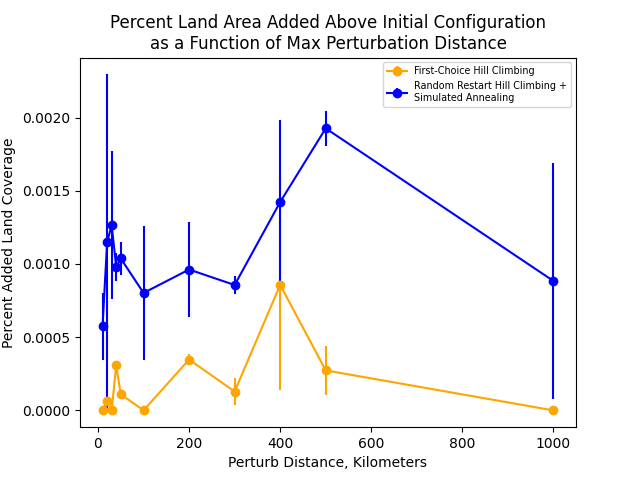 Percent Land Area Added Above Initial Configuration
as a Function of Max Perturbation Distance
First-Choice Hill Climbing
Random Restart Hill Climbing +
Simulated Annealing
Percent Added Land Coverage
0.0020
0.0015
0.0010
0.0005
0.0000
0 200 400 600 800 1000
Perturb Distance, Kilometers